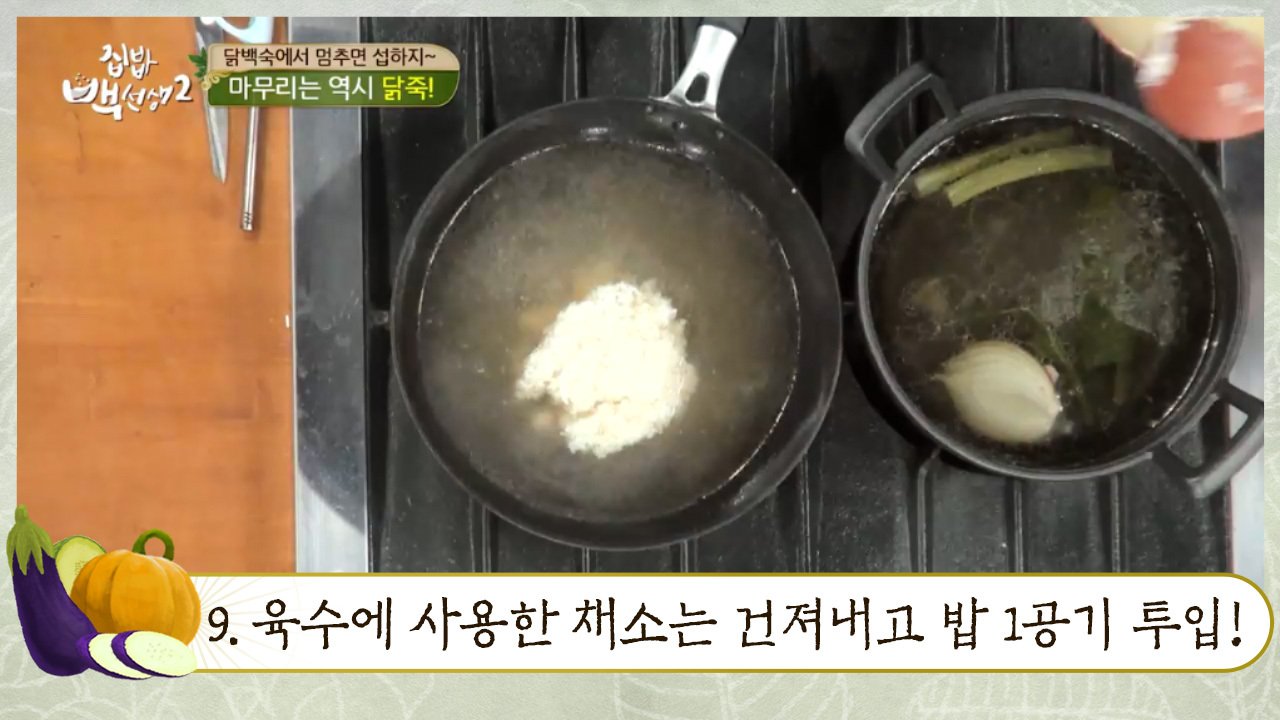 집밥
백선생2
닭백숙에서 멈추면 섭하지~
마무리는 역시 닭죽!
9. 육수에 사용한 채소는 건져내고 밥 1공기 투입!